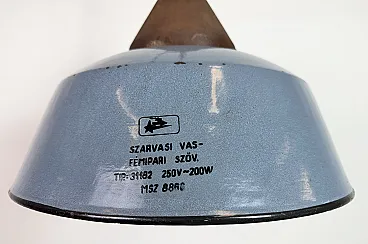 SZARVASI VAS-
FÉMIPARI SZÖV.
TIP: 31182 250V~200W
MSZ 8860